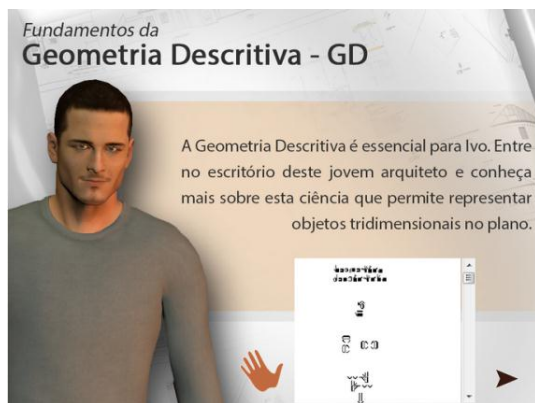 Fundamentos da
Geometria Descritiva - GD
A Geometria Descritiva é essencial para Ivo. Entre
no escritório deste jovem arquiteto e conheça
mais sobre esta ciência que permite representar
objetos tridimensionais no plano.